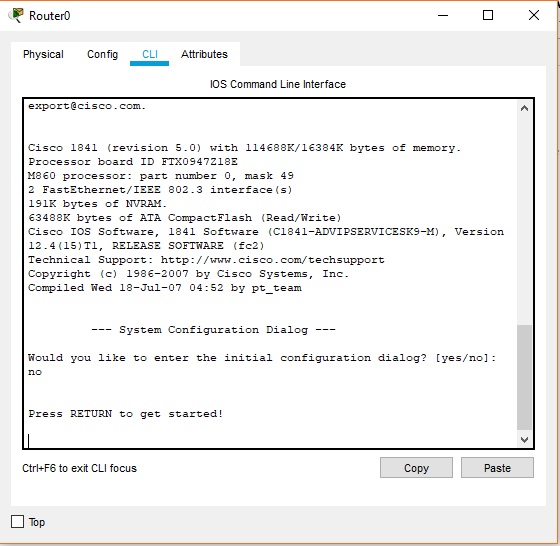 Router0
Physical Config CLI Attributes
IOS Command Line Interface
export@cisco.com.
Cisco 1841 (revision 5.0) with 114688K/16384K bytes of memory.
Processor board ID FTX0947Z18E
M860 processor: part number 0, mask 49
2 FastEthernet/IEEE 802.3 interface(s)
191K bytes of NVRAM.
63488K bytes of ATA CompactFlash (Read/Write)
Cisco IOS Software, 1841 Software (C1841-ADVIPSERVICESK9-M), Version
12.4(15)T1, RELEASE SOFTWARE (fc2)
Technical Support: http://www.cisco.com/techsupport
Copyright (c) 1986-2007 by Cisco Systems, Inc.
Compiled Wed 18-Jul-07 04:52 by pt_team
--- System Configuration Dialog ---
Would you like to enter the initial configuration dialog? [yes/no]:
no
Press RETURN to get started!
Ctrl+F6 to exit CLI focus
Copy Paste
Top